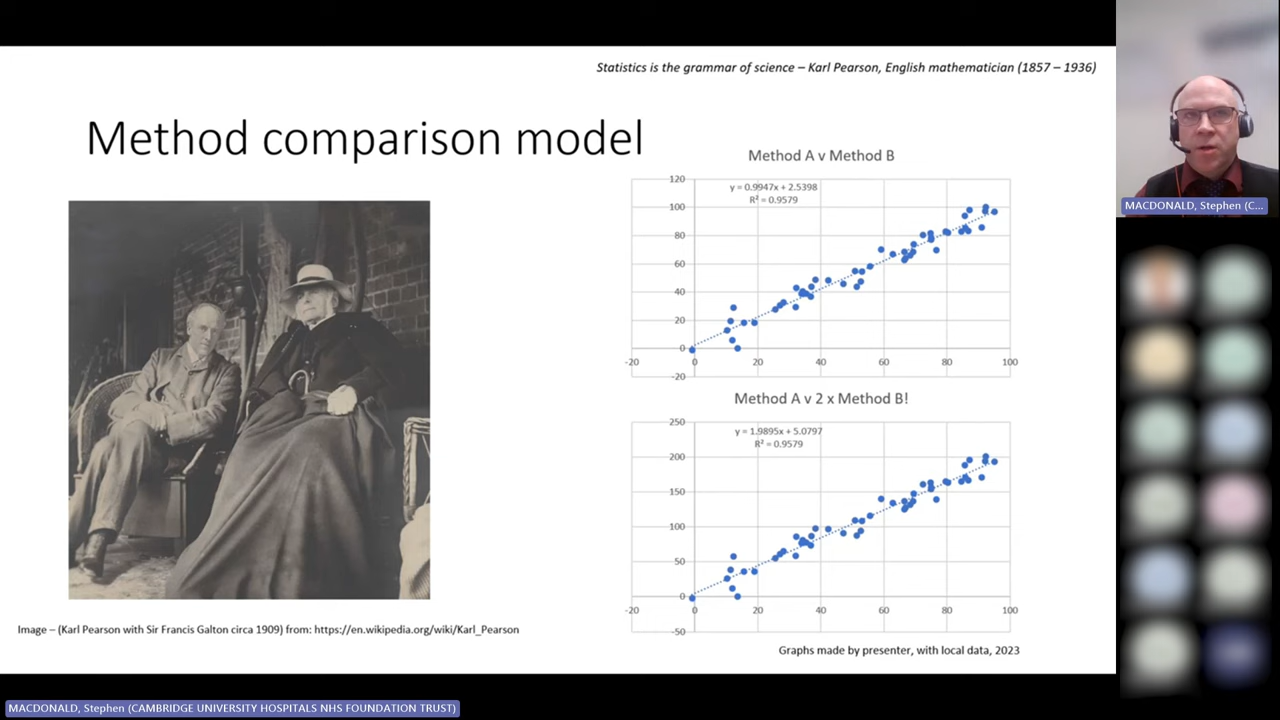 Statistics is the grammar of science – Karl Pearson, English mathematician (1857 – 1936)
Method comparison model
Method A v Method B
y = 0.9947x + 2.5398
R² = 0.9579
120
100
80
60
40
20
0
-20
-20 0 20 40 60 80 100
Method A v 2 x Method B!
y = 1.9895x + 5.0797
R² = 0.9579
250
200
150
100
50
0
-50
-20 0 20 40 60 80 100
Image – (Karl Pearson with Sir Francis Galton circa 1909) from: https://en.wikipedia.org/wiki/Karl_Pearson
Graphs made by presenter, with local data, 2023
MACDONALD, Stephen (C...
MACDONALD, Stephen (CAMBRIDGE UNIVERSITY HOSPITALS NHS FOUNDATION TRUST)